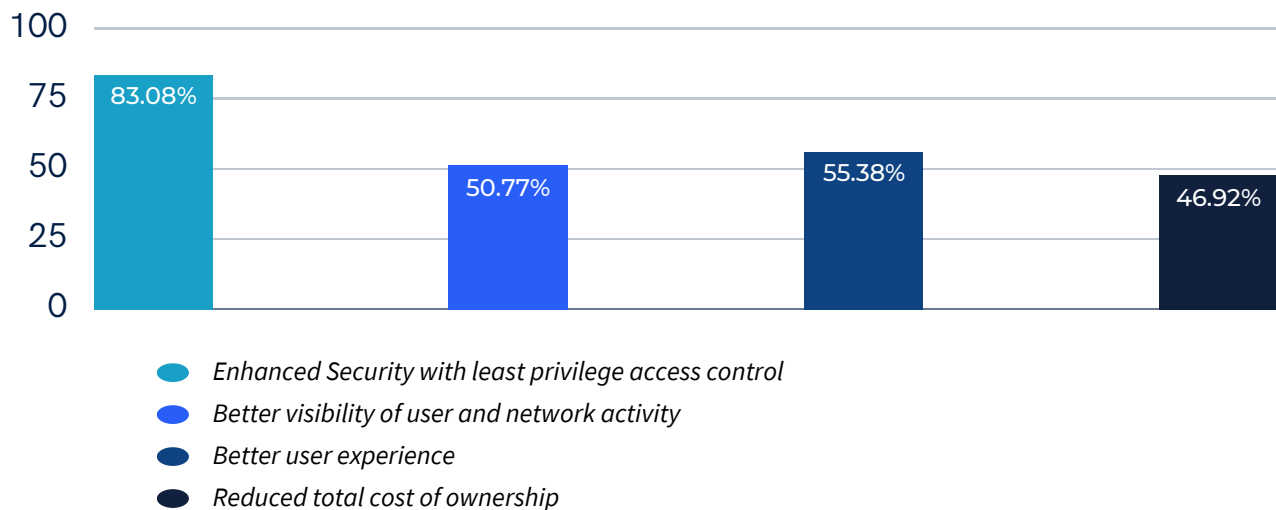 100
83.08%
75
50
50.77%
55.38%
46.92%
25
0
Enhanced Security with least privilege access control
Better visibility of user and network activity
Better user experience
Reduced total cost of ownership